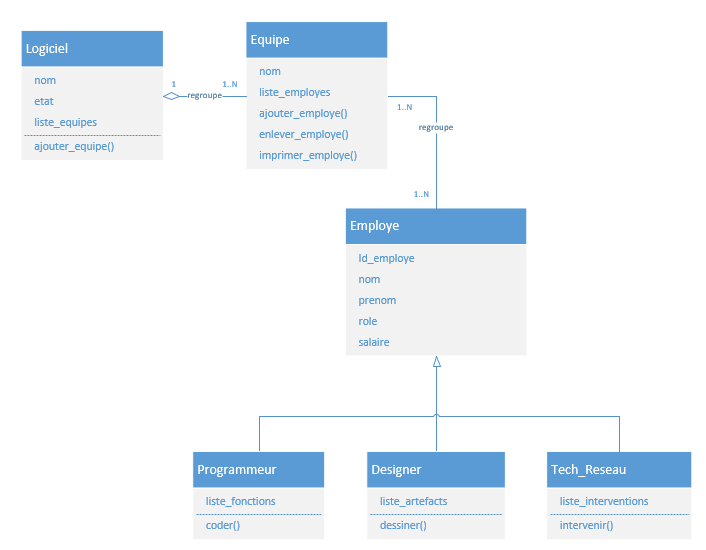 Logiciel
nom
etat
liste_equipes
ajouter_equipe()
1
regroupe
1..N
Equipe
nom
liste_employes
ajouter_employe()
enlever_employe()
imprimer_employe()
1..N
regroupe
1..N
Employe
Id_employe
nom
prenom
role
salaire
Programmeur
liste_fonctions
coder()
Designer
liste_artefacts
dessiner()
Tech_Reseau
liste_interventions
intervenir()